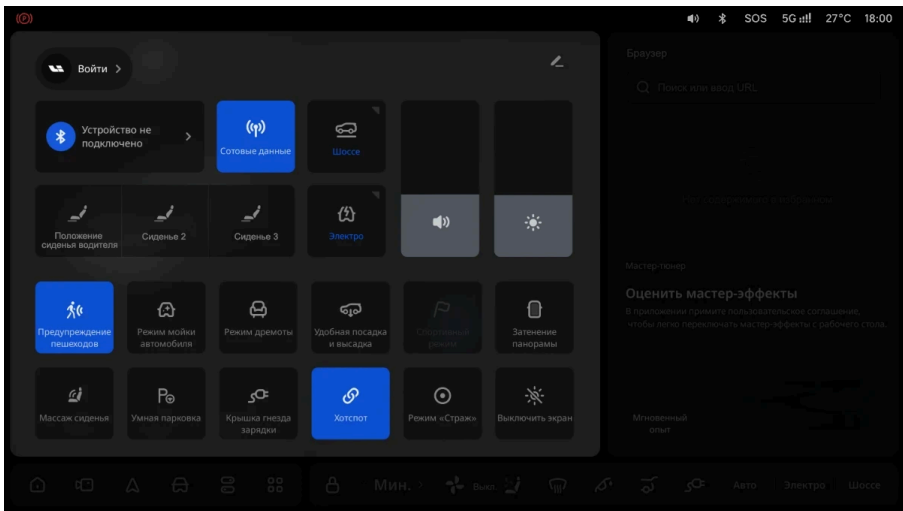 (P)
SOS 5G 27°C 18:00
Войти
Браузер
Поиск или ввод URL
Устройство не
подключено
Сотовые данные
Шоссе
Положение
сиденья водителя
Сиденье 2
Сиденье 3
Электро
Мастер-тюнер
Оценить мастер-эффекты
В приложении примите пользовательское соглашение,
чтобы легко переключать мастер-эффекты с рабочего стола.
Предупреждение
пешеходов
Режим мойки
автомобиля
Режим дремоты
Удобная посадка
и высадка
Спортивный
режим
Затенение
панорамы
Массаж сиденья
Умная парковка
Крышка гнезда
зарядки
Хотспот
Режим «Страж»
Выключить экран
Мгновенный
опыт
Мин. Выкл. Авто Электро Шоссе